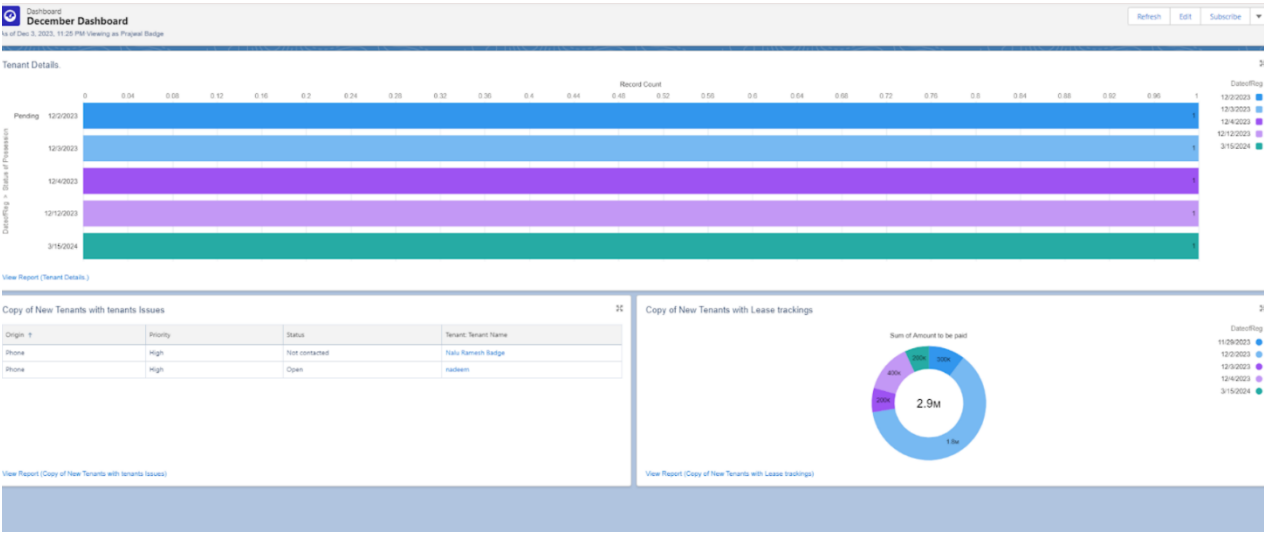 Dashboard
December Dashboard
As of Dec 3, 2023, 11:25 PM Viewing as Prajwal Badge
Refresh Edit Subscribe
Tenant Details.
Record Count
0 0.04 0.08 0.12 0.16 0.2 0.24 0.28 0.32 0.36 0.4 0.44 0.48 0.52 0.56 0.6 0.64 0.68 0.72 0.76 0.8 0.84 0.88 0.92 0.96 1
DateofReg
12/2/2023
12/3/2023
12/4/2023
12/12/2023
3/15/2024
DateofReg > Status of Possession
Pending 12/2/2023 1
12/3/2023 1
12/4/2023 1
12/12/2023 1
3/15/2024 1
View Report (Tenant Details.)
Copy of New Tenants with tenants Issues
Origin ↑ Priority Status Tenant: Tenant Name
Phone High Not contacted Nalu Ramesh Badge
Phone High Open nadeem
View Report (Copy of New Tenants with tenants Issues)
Copy of New Tenants with Lease trackings
Sum of Amount to be paid
200K 300K
400K
200K
2.9M
1.8M
DateofReg
11/29/2023
12/2/2023
12/3/2023
12/4/2023
3/15/2024
View Report (Copy of New Tenants with Lease trackings)